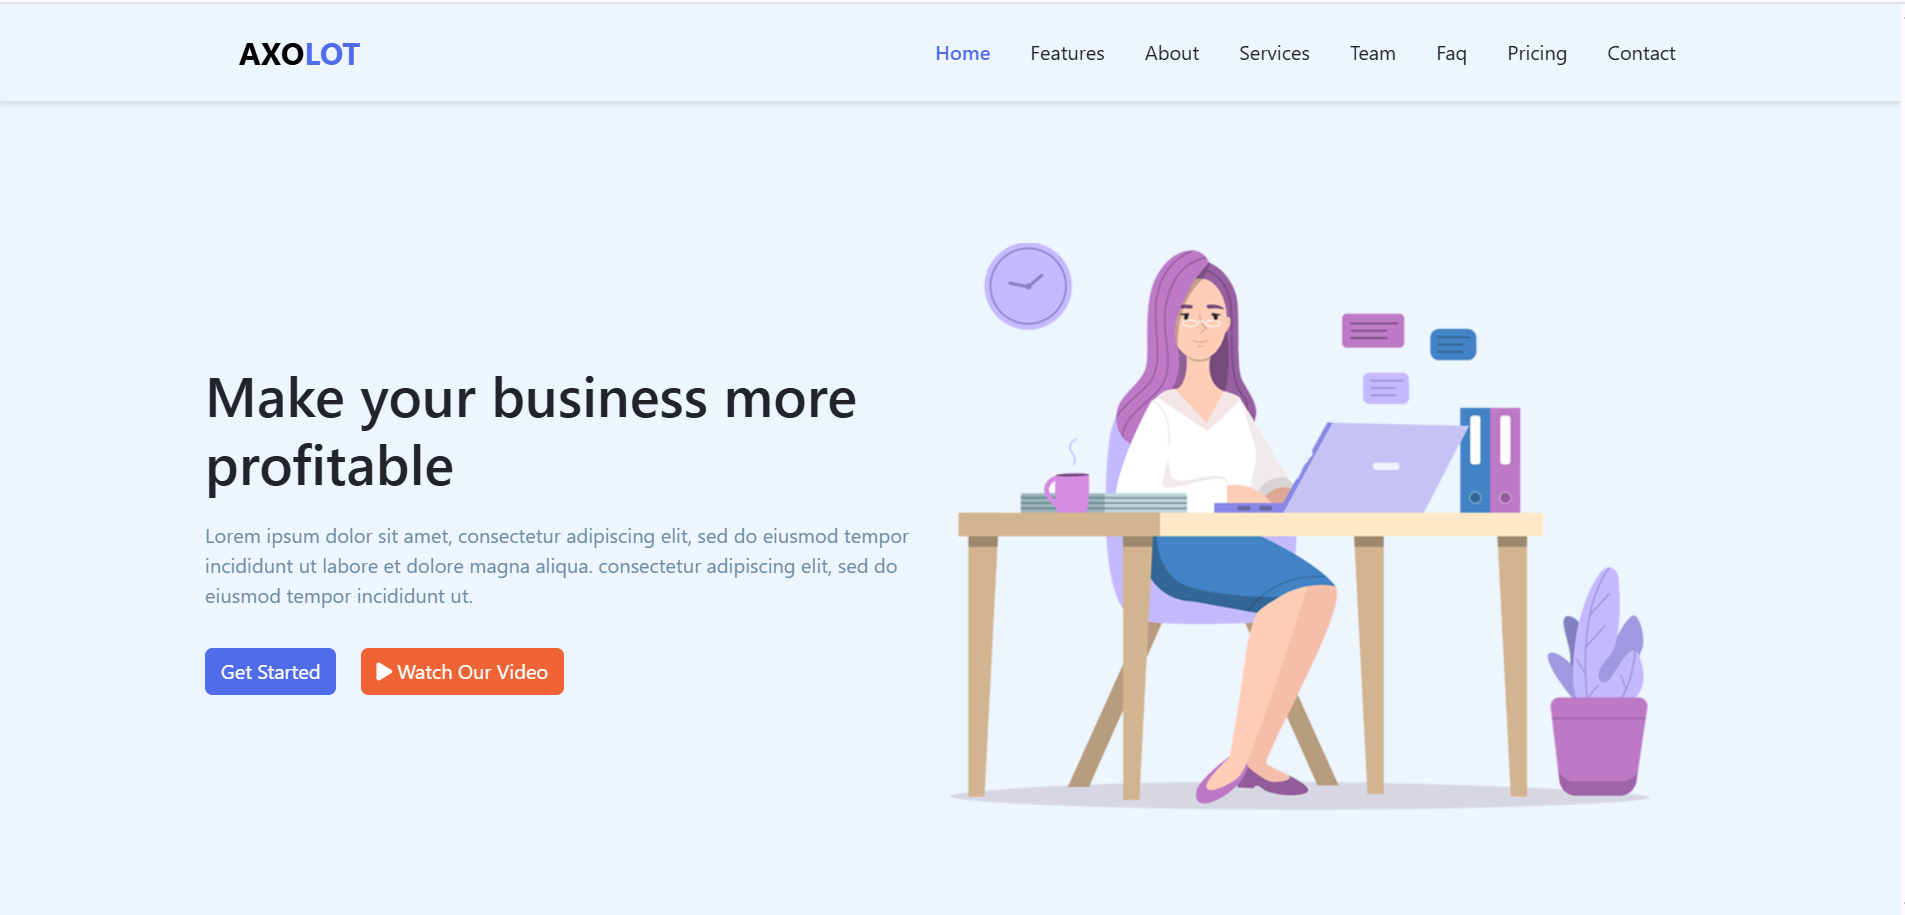 AXOLOT
Home Features About Services Team Faq Pricing Contact
Make your business more
profitable
Lorem ipsum dolor sit amet, consectetur adipiscing elit, sed do eiusmod tempor
incididunt ut labore et dolore magna aliqua. consectetur adipiscing elit, sed do
eiusmod tempor incididunt ut.
Get Started
Watch Our Video